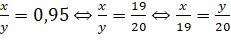 x/y = 0,95 ⇔ x/y = 19/20 ⇔ x/19 = y/20